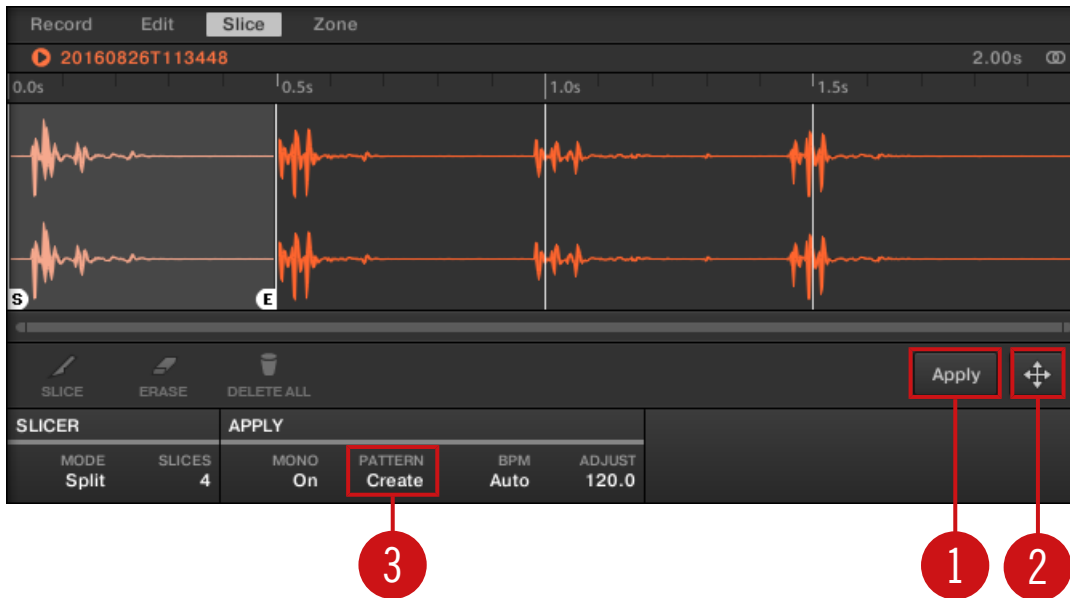 Record Edit Slice Zone
20160826T113448 2.00s
0.0s 0.5s 1.0s 1.5s
S E
SLICE ERASE DELETE ALL Apply
SLICER APPLY
MODE SLICES MONO PATTERN BPM ADJUST
Split 4 On Create Auto 120.0
3 1 2